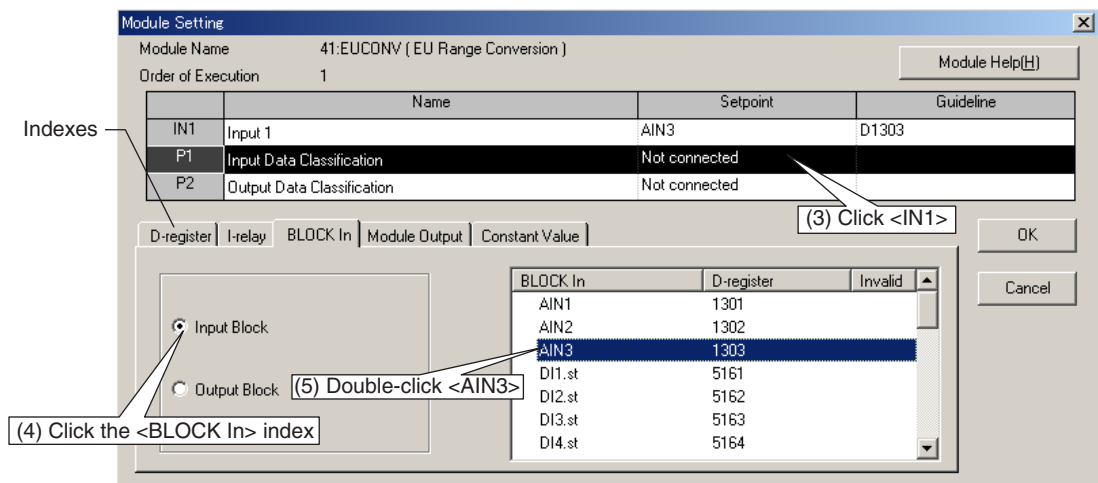 Module Setting
Module Name 41:EUCONV ( EU Range Conversion )
Module Help(H)
Order of Execution 1
Name Setpoint Guideline
Indexes
IN1 Input 1 AIN3 D1303
P1 Input Data Classification Not connected
P2 Output Data Classification Not connected
(3) Click <IN1>
D-register I-relay BLOCK In Module Output Constant Value
OK
Cancel
BLOCK In D-register Invalid
AIN1 1301
Input Block
AIN2 1302
AIN3 1303
DI1.st 5161
Output Block
(5) Double-click <AIN3>
DI2.st 5162
DI3.st 5163
(4) Click the <BLOCK In> index
DI4.st 5164